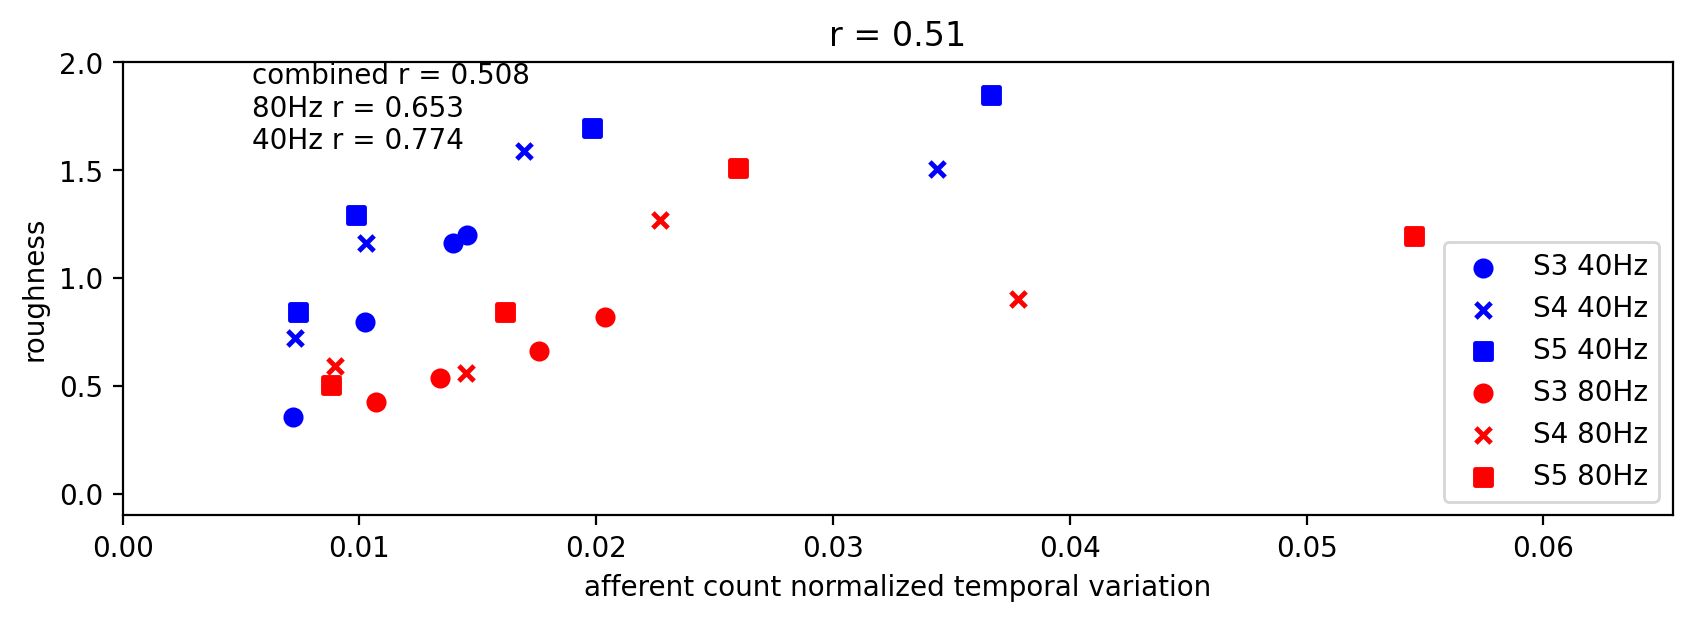 r = 0.51
combined r = 0.508
80Hz r = 0.653
40Hz r = 0.774
roughness
2.0
1.5
1.0
0.5
0.0
S3 40Hz
S4 40Hz
S5 40Hz
S3 80Hz
S4 80Hz
S5 80Hz
0.00 0.01 0.02 0.03 0.04 0.05 0.06
afferent count normalized temporal variation